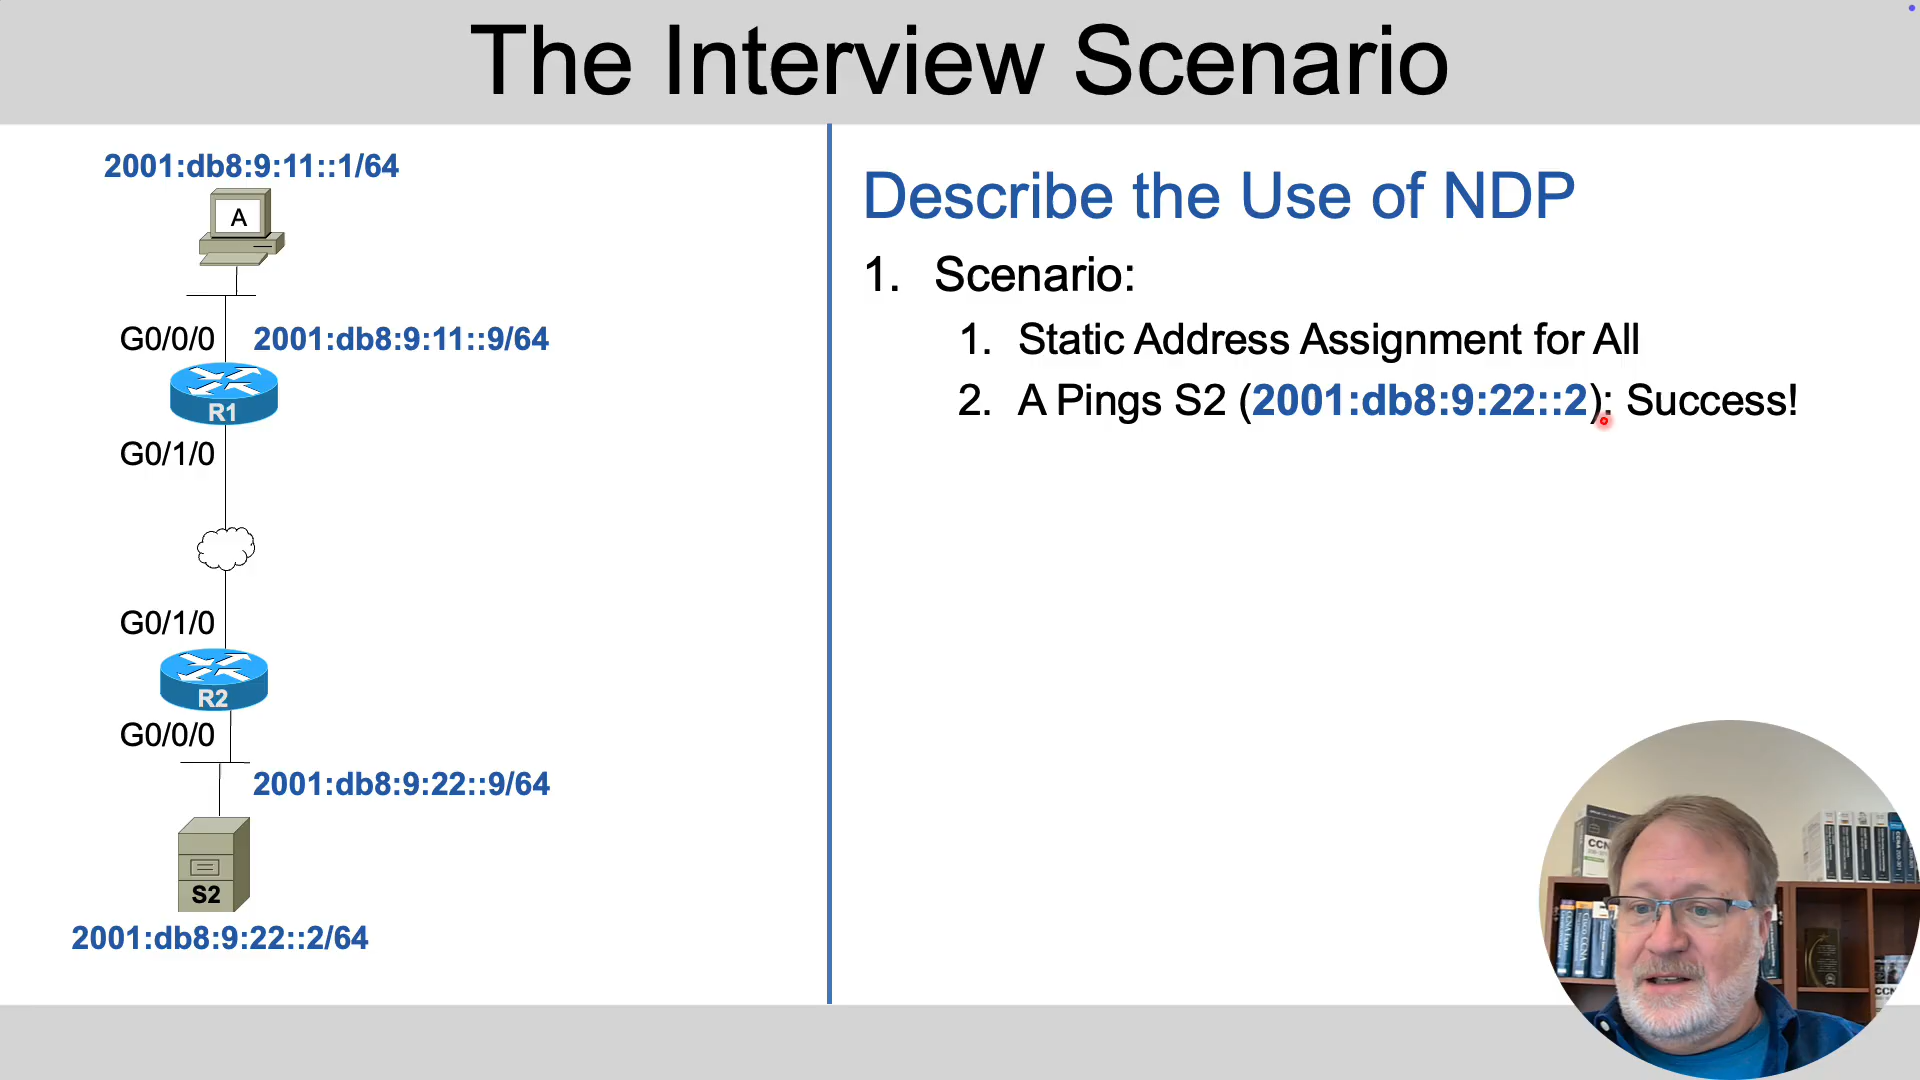 The Interview Scenario
2001:db8:9:11::1/64
A
G0/0/0 2001:db8:9:11::9/64
R1
G0/1/0
G0/1/0
R2
G0/0/0
2001:db8:9:22::9/64
S2
2001:db8:9:22::2/64
Describe the Use of NDP
1. Scenario:
1. Static Address Assignment for All
2. A Pings S2 (2001:db8:9:22::2): Success!
CCN
CCNA
CCN